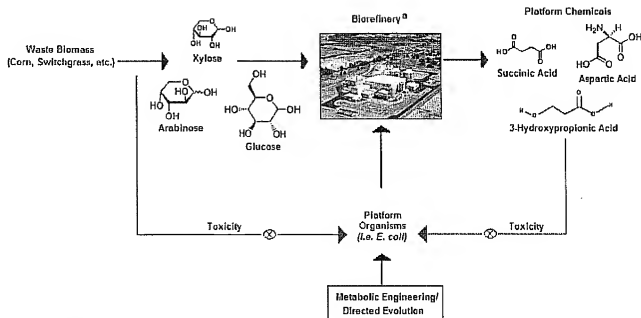 Waste Biomass
(Corn, Switchgrass, etc.)
Xylose
Arabinose
Glucose
Biorefinery
Platform Chemicals
Succinic Acid
Aspartic Acid
3-Hydroxypropionic Acid
Toxicity
Platform
Organisms
(i.e. E. coli)
Toxicity
Metabolic Engineering/
Directed Evolution